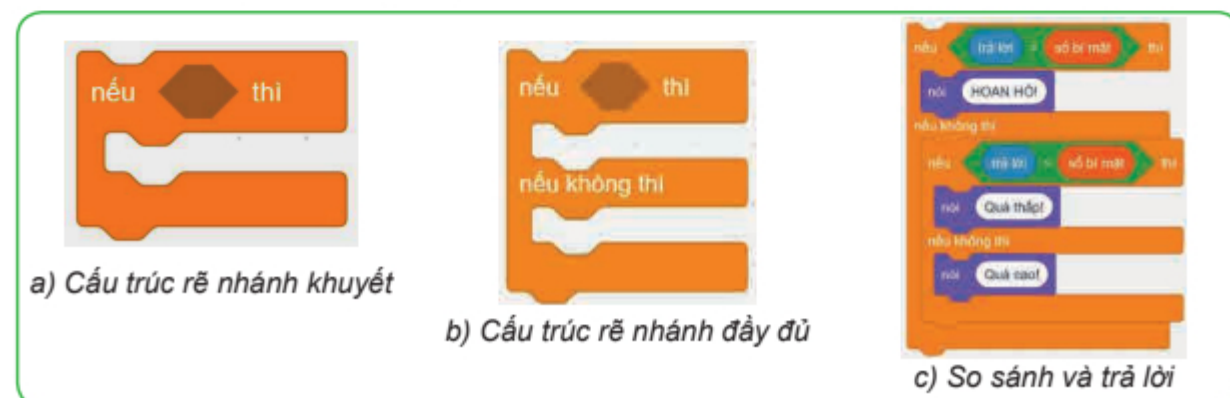 nếu thì
a) Cấu trúc rẽ nhánh khuyết
nếu thì
nếu không thì
b) Cấu trúc rẽ nhánh đầy đủ
nếu trả lời = số bí mật thì
nói HOAN HÔ!
nếu không thì
nếu trả lời số bí mật thì
nói Quá thấp!
nếu không thì
nói Quá cao!
c) So sánh và trả lời